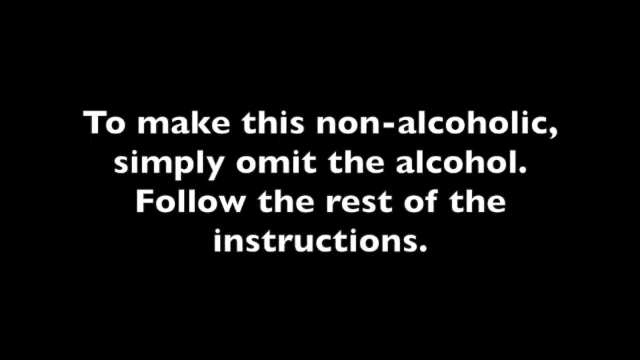 To make this non-alcoholic,
simply omit the alcohol.
Follow the rest of the
instructions.